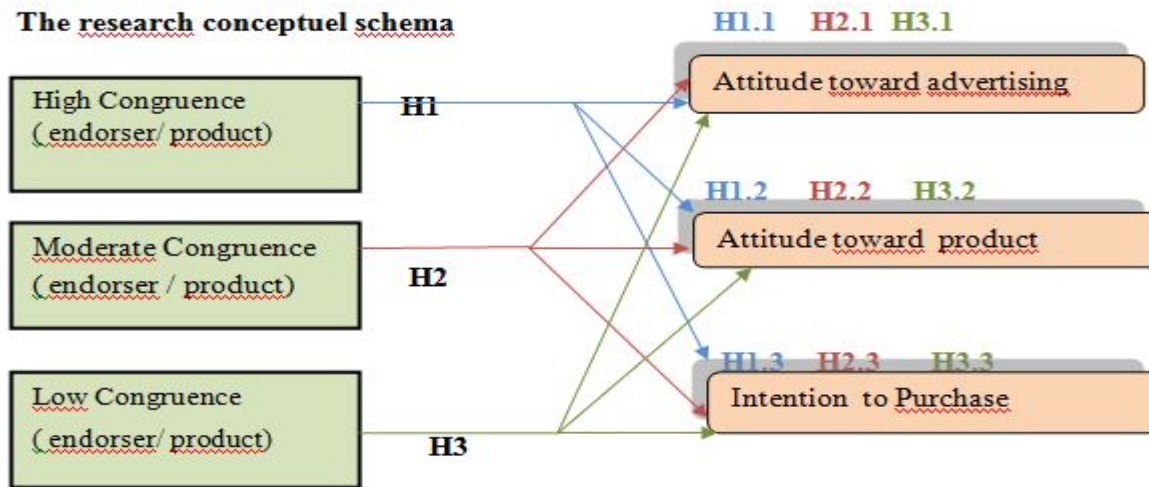 The research conceptuel schema
H1.1 H2.1 H3.1
High Congruence
( endorser/ product)
H1
Attitude toward advertising
H1.2 H2.2 H3.2
Moderate Congruence
( endorser / product)
H2
Attitude toward product
H1.3 H2.3 H3.3
Low Congruence
( endorser/ product)
H3
Intention to Purchase